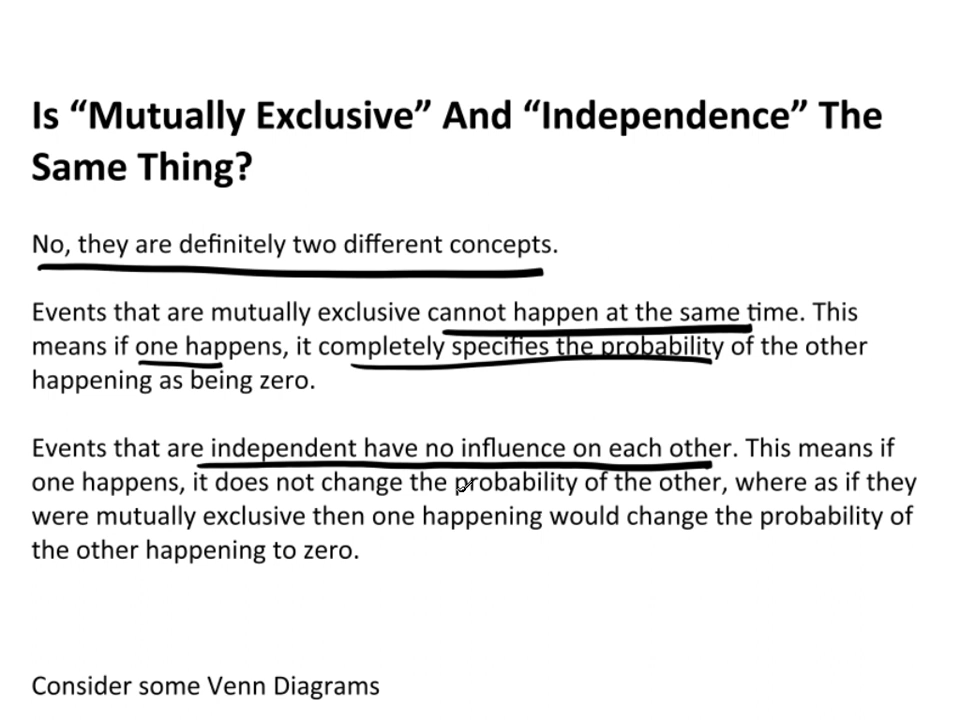 Is “Mutually Exclusive” And “Independence” The
Same Thing?
No, they are definitely two different concepts.
Events that are mutually exclusive cannot happen at the same time. This
means if one happens, it completely specifies the probability of the other
happening as being zero.
Events that are independent have no influence on each other. This means if
one happens, it does not change the probability of the other, where as if they
were mutually exclusive then one happening would change the probability of
the other happening to zero.
Consider some Venn Diagrams